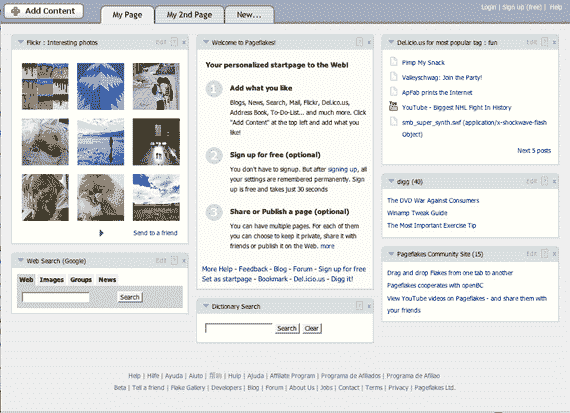 Add Content
My Page
My 2nd Page
New...
Login | Sign up (free) | Help
Flickr : Interesting photos
Edit ? x
Send to a friend
Web Search (Google)
Edit ? x
Web Images Groups News
Search
Welcome to Pageflakes!
Edit ? x
Your personalized startpage to the Web!
1 Add what you like
Blogs, News, Search, Mail, Flickr, Del.icio.us,
Address Book, To-Do-List... and much more. Click
"Add Content" at the top left and add what you
like!
2 Sign up for free (optional)
You don't have to signup. But after signing up, all
your settings are remembered permanently. Sign
up is free and takes just 30 seconds
3 Share or Publish a page (optional)
You can have multiple pages. For each of them
you can choose to keep it private, share it with
friends or publish it on the Web. more
More Help - Feedback - Blog - Forum - Sign up for free
Set as startpage - Bookmark - Del.icio.us - Digg it!
Dictionary Search
Edit ? x
Search Clear
Del.icio.us for most popular tag : fun
Edit ? x
Pimp My Snack
Valleyschwag: Join the Party!
ApFab prints the Internet
YouTube - Biggest NHL Fight In History
smb_super_synth.swf (application/x-shockwave-flash
Object)
Next 5 posts
digg (40)
Edit ? x
The DVD War Against Consumers
Winamp Tweak Guide
The Most Important Exercise Tip
Pageflakes Community Site (15)
Edit ? x
Drag and drop Flakes from one tab to another
Pageflakes cooperates with openBC
View YouTube videos on Pageflakes - and share them with
your friends
Help | Hilfe | Ayuda | Aiuto | | Hulp | Ajuda | Affiliate Program | Programa de Afiliados | Programa de Afiliao
Beta | Tell a friend | Flake Gallery | Developers | Blog | Forum | About Us | Jobs | Contact | Terms | Privacy | Pageflakes Ltd.